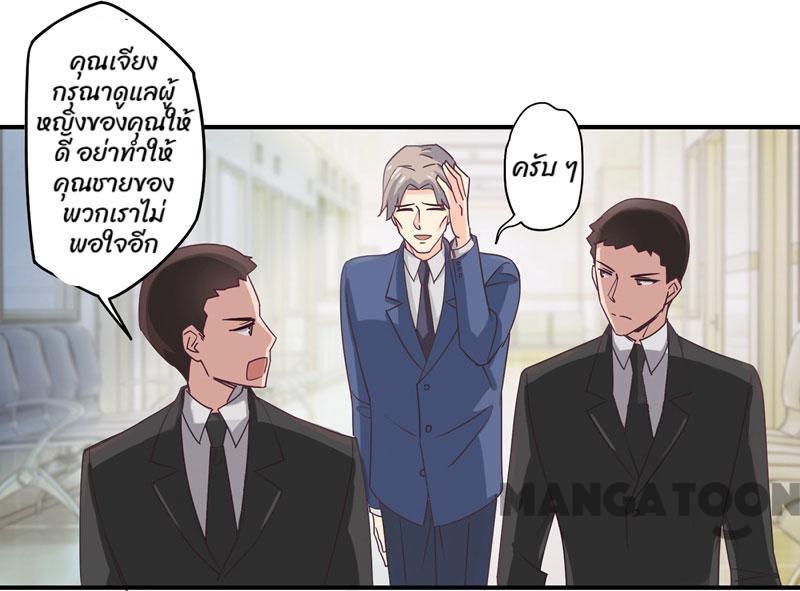 คุณเจียง
กรุณาดูแลผู้
หญิงของคุณให้
ดี อย่าทำให้
คุณชายของ
พวกเราไม่
พอใจอีก
ครับ ๆ
MANGATOON